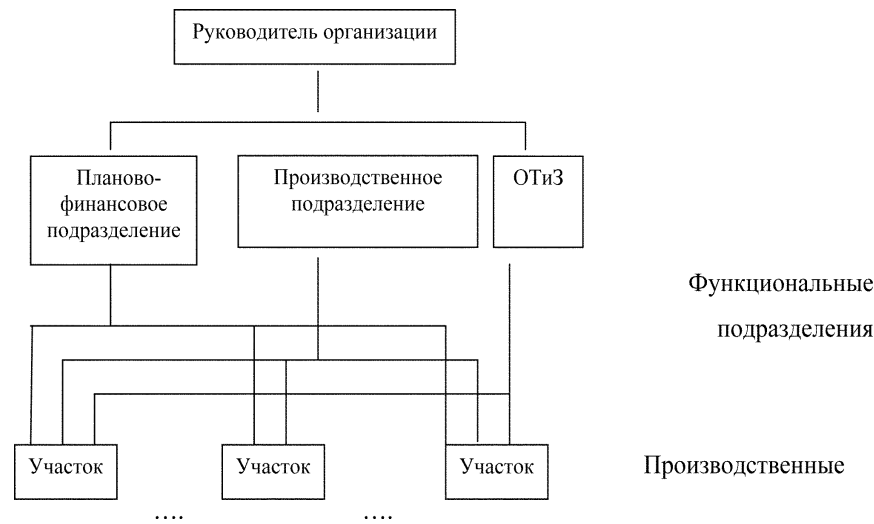 Руководитель организации
Планово-
финансовое
подразделение
Производственное
подразделение
ОТиЗ
Функциональные
подразделения
Участок
Участок
Участок
Производственные
…. ….